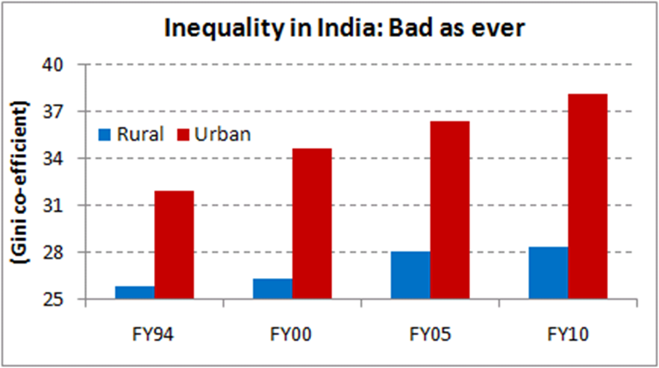 Inequality in India: Bad as ever
(Gini co-efficient)
40
37
34
31
28
25
Rural Urban
FY94 FY00 FY05 FY10